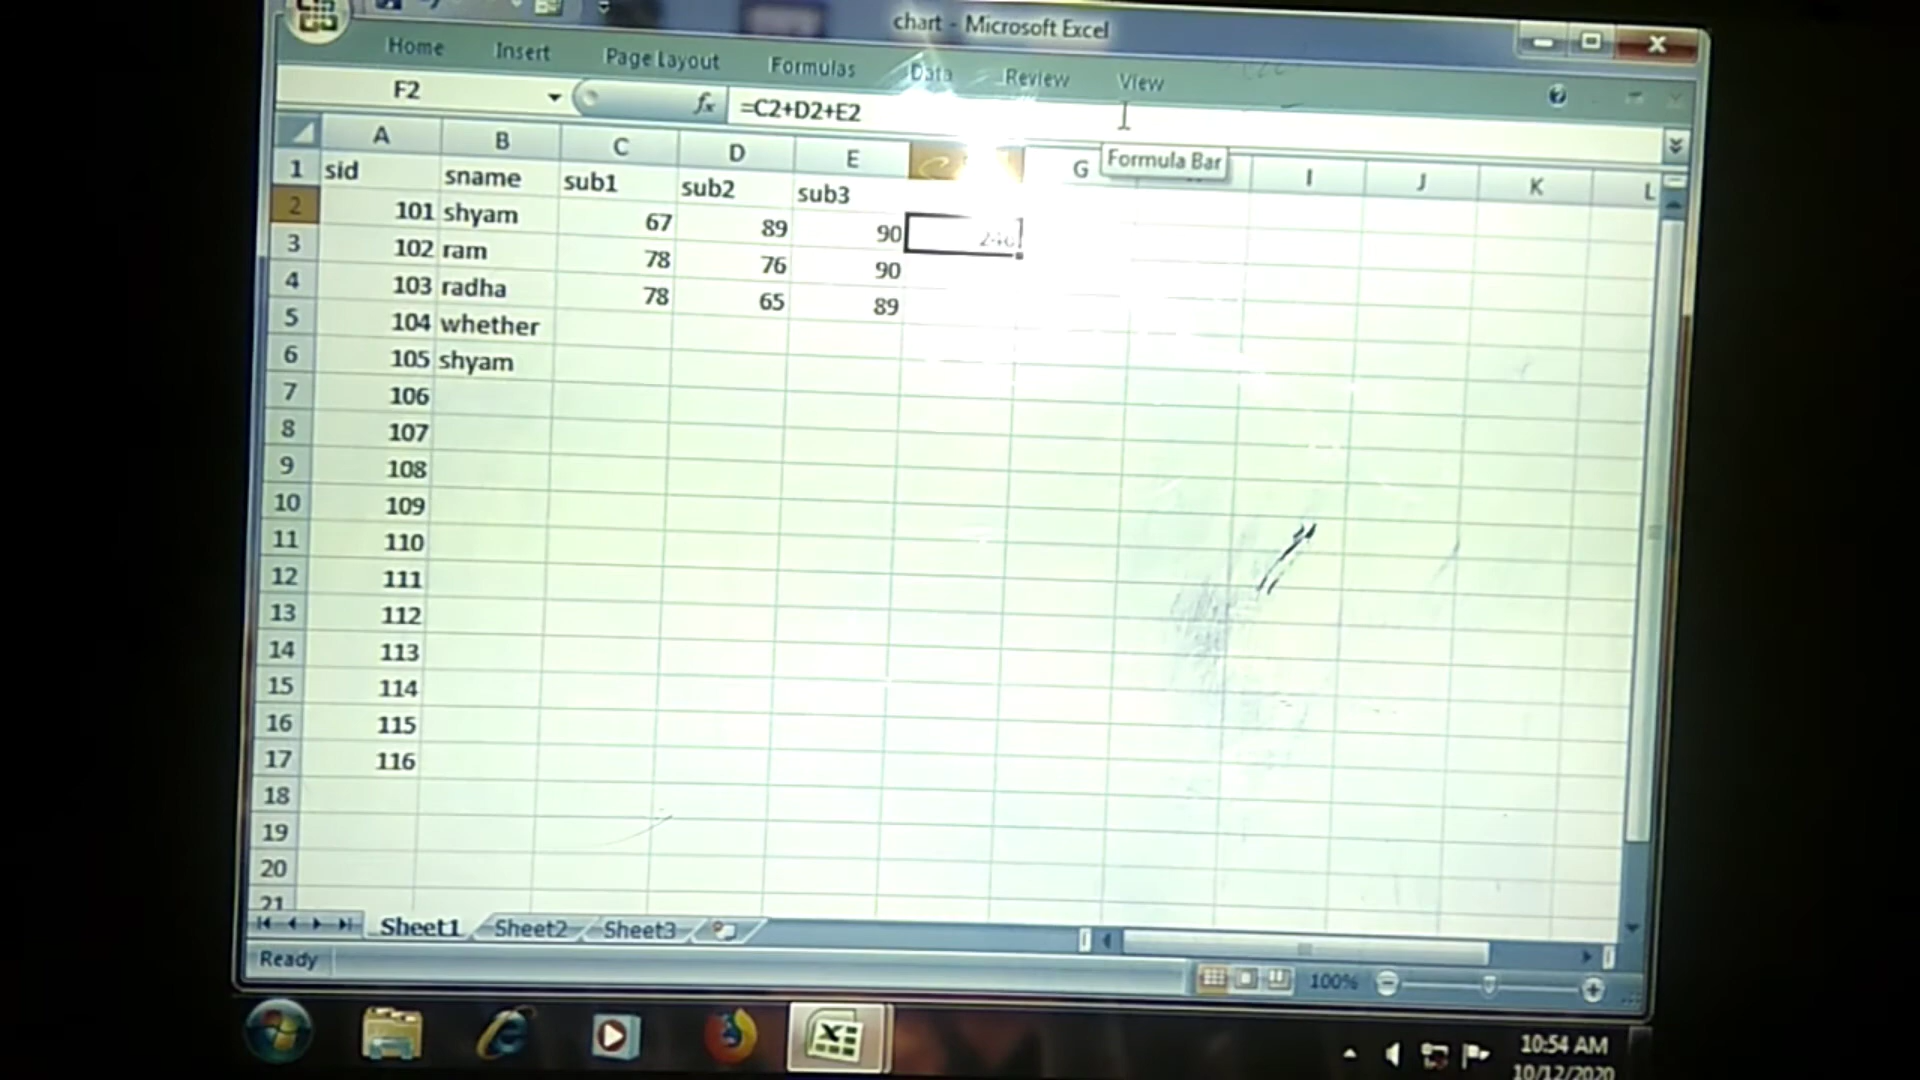 chart - Microsoft Excel
Home Insert Page Layout Formulas Data Review View
F2 fx =C2+D2+E2
Formula Bar
A B C D E G I J K L
1 sid sname sub1 sub2 sub3
2 101 shyam 67 89 90 246
3 102 ram 78 76 90
4 103 radha 78 65 89
5 104 whether
6 105 shyam
7 106
8 107
9 108
10 109
11 110
12 111
13 112
14 113
15 114
16 115
17 116
18
19
20
21
Sheet1 Sheet2 Sheet3
Ready 100%
10:54 AM
10/12/2020